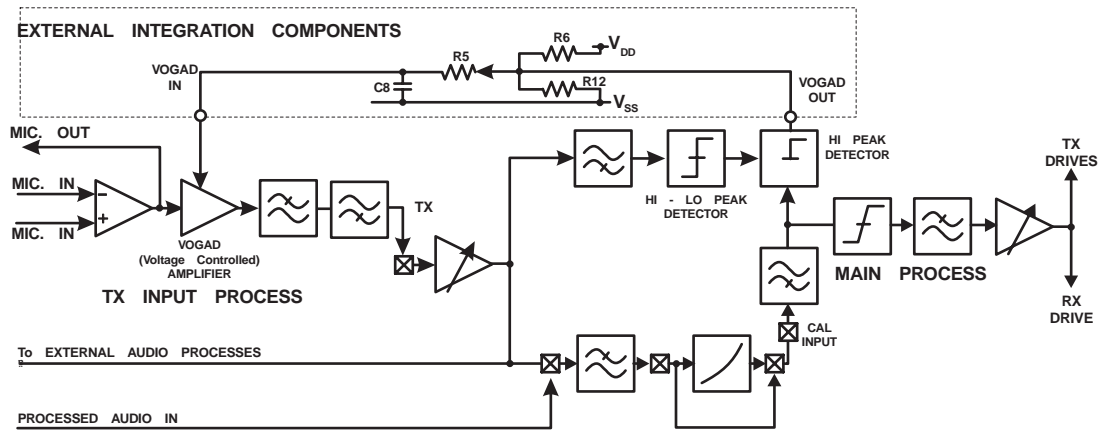 EXTERNAL INTEGRATION COMPONENTS
R6
VDD
R5
VOGAD
IN
C8
R12
VSS
VOGAD
OUT
MIC. OUT
HI PEAK
DETECTOR
TX
DRIVES
MIC. IN
+
MIC. IN
HI - LO PEAK
DETECTOR
TX
VOGAD
(Voltage Controlled)
AMPLIFIER
TX INPUT PROCESS
MAIN PROCESS
RX
DRIVE
CAL
INPUT
To EXTERNAL AUDIO PROCESSES
PROCESSED AUDIO IN